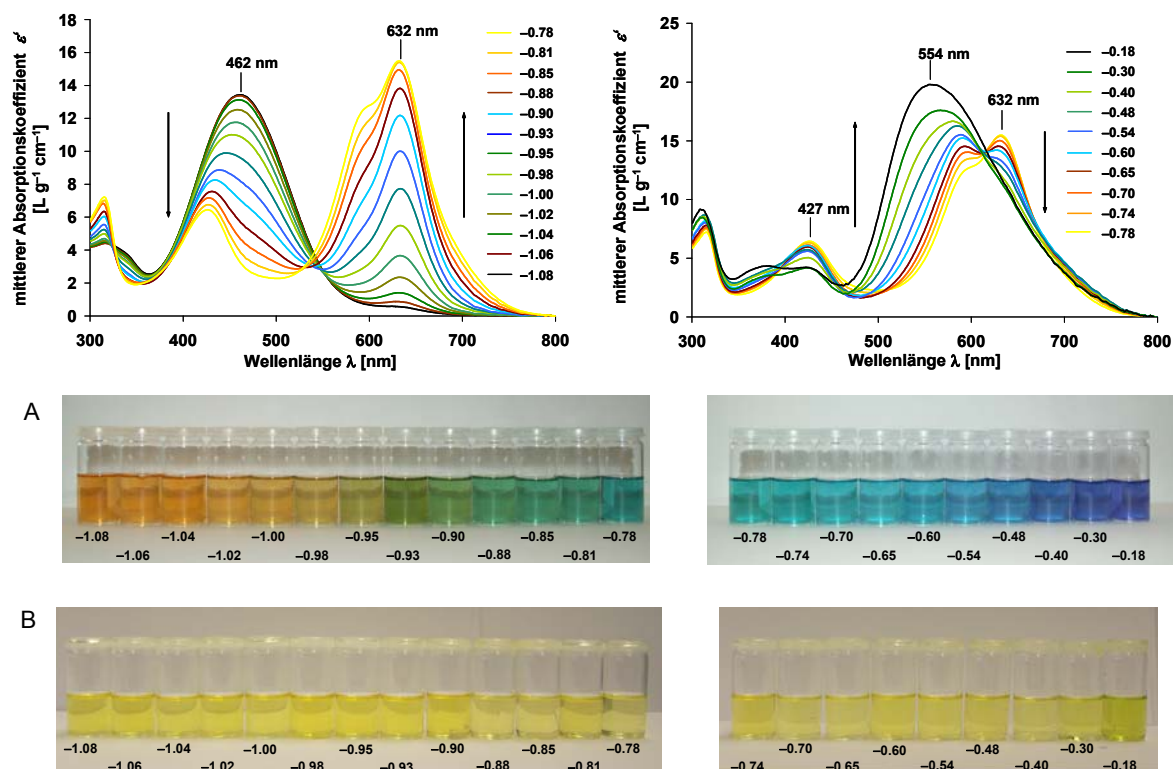 mittlerer Absorptionskoeffizient ε'
[L g⁻¹ cm⁻¹]
18
16
14
12
10
8
6
4
2
0
462 nm
632 nm
300 400 500 600 700 800
Wellenlänge λ [nm]
–0.78
–0.81
–0.85
–0.88
–0.90
–0.93
–0.95
–0.98
–1.00
–1.02
–1.04
–1.06
–1.08
mittlerer Absorptionskoeffizient ε'
[L g⁻¹ cm⁻¹]
25
20
15
10
5
0
554 nm
632 nm
427 nm
300 400 500 600 700 800
Wellenlänge λ [nm]
–0.18
–0.30
–0.40
–0.48
–0.54
–0.60
–0.65
–0.70
–0.74
–0.78
A
–1.08 –1.04 –1.00 –0.95 –0.90 –0.85 –0.78
–1.06 –1.02 –0.98 –0.93 –0.88 –0.81
–0.78 –0.70 –0.60 –0.48 –0.30
–0.74 –0.65 –0.54 –0.40 –0.18
B
–1.08 –1.04 –1.00 –0.95 –0.90 –0.85 –0.78
–1.06 –1.02 –0.98 –0.93 –0.88 –0.81
–0.70 –0.60 –0.48 –0.30
–0.74 –0.65 –0.54 –0.40 –0.18